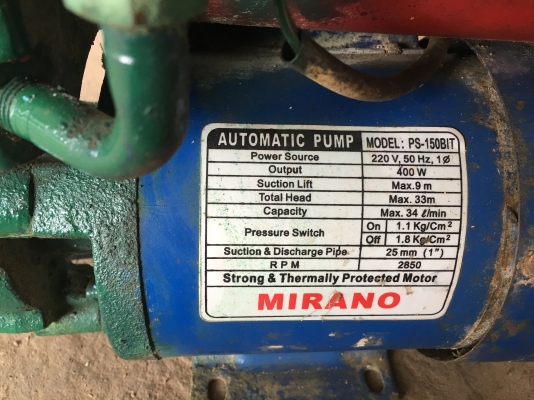 AUTOMATIC PUMP MODEL: PS-150BIT
Power Source 220 V, 50 Hz, 1Ø
Output 400 W
Suction Lift Max.9 m
Total Head Max. 33m
Capacity Max. 34 ℓ/min
Pressure Switch On 1.1 Kg/Cm²
Off 1.8 Kg/Cm²
Suction & Discharge Pipe 25 mm (1")
R P M 2850
Strong & Thermally Protected Motor
MIRANO